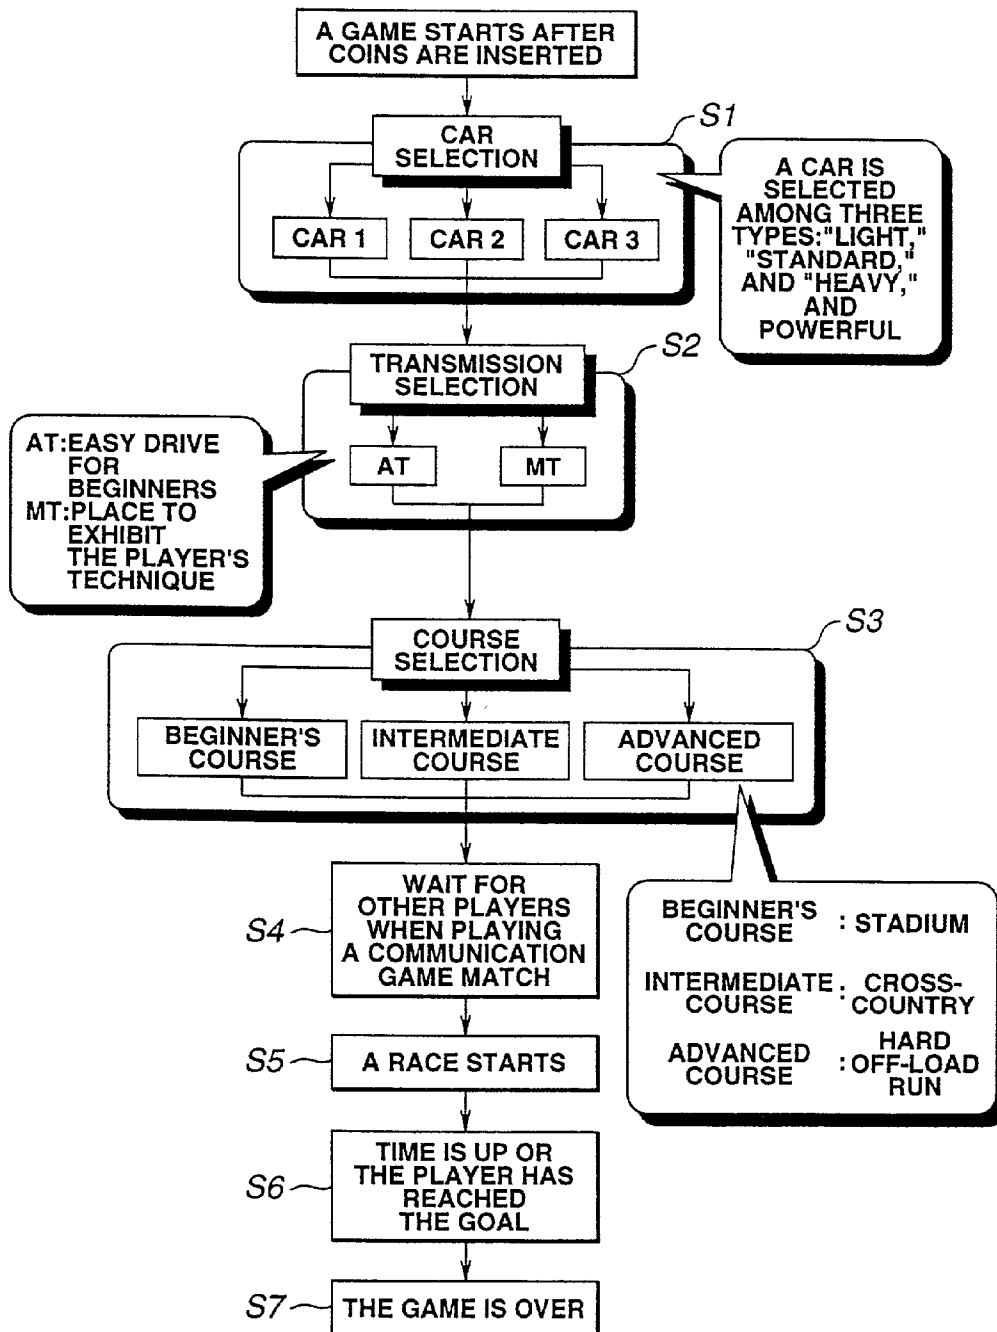 A GAME STARTS AFTER
COINS ARE INSERTED
S1
CAR
SELECTION
CAR 1
CAR 2
CAR 3
A CAR IS
SELECTED
AMONG THREE
TYPES:"LIGHT,"
"STANDARD,"
AND "HEAVY,"
AND
POWERFUL
S2
TRANSMISSION
SELECTION
AT
MT
AT:EASY DRIVE
FOR
BEGINNERS
MT:PLACE TO
EXHIBIT
THE PLAYER'S
TECHNIQUE
S3
COURSE
SELECTION
BEGINNER'S
COURSE
INTERMEDIATE
COURSE
ADVANCED
COURSE
BEGINNER'S
COURSE : STADIUM
INTERMEDIATE : CROSS-
COURSE COUNTRY
ADVANCED : HARD
COURSE OFF-LOAD
RUN
S4
WAIT FOR
OTHER PLAYERS
WHEN PLAYING
A COMMUNICATION
GAME MATCH
S5
A RACE STARTS
S6
TIME IS UP OR
THE PLAYER HAS
REACHED
THE GOAL
S7
THE GAME IS OVER